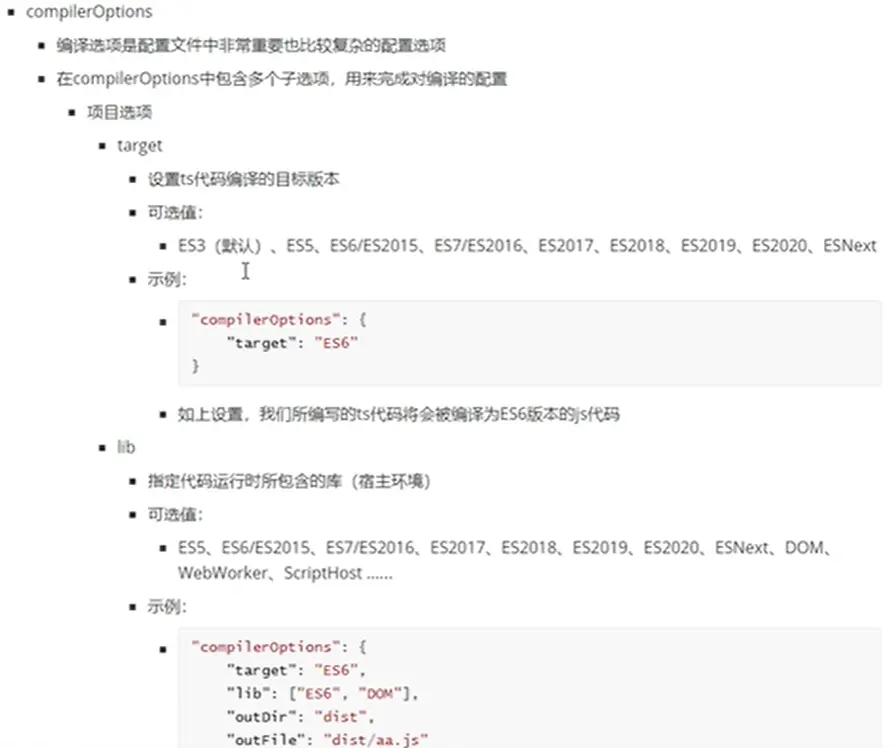 compilerOptions
编译选项是配置文件中非常重要也比较复杂的配置选项
在compilerOptions中包含多个子选项，用来完成对编译的配置
项目选项
target
设置ts代码编译的目标版本
可选值：
ES3（默认）、ES5、ES6/ES2015、ES7/ES2016、ES2017、ES2018、ES2019、ES2020、ESNext
示例：
"compilerOptions": {
"target": "ES6"
}
如上设置，我们所编写的ts代码将会被编译为ES6版本的js代码
lib
指定代码运行时所包含的库（宿主环境）
可选值：
ES5、ES6/ES2015、ES7/ES2016、ES2017、ES2018、ES2019、ES2020、ESNext、DOM、
WebWorker、ScriptHost ......
示例：
"compilerOptions": {
"target": "ES6",
"lib": ["ES6", "DOM"],
"outDir": "dist",
"outFile": "dist/aa.js"